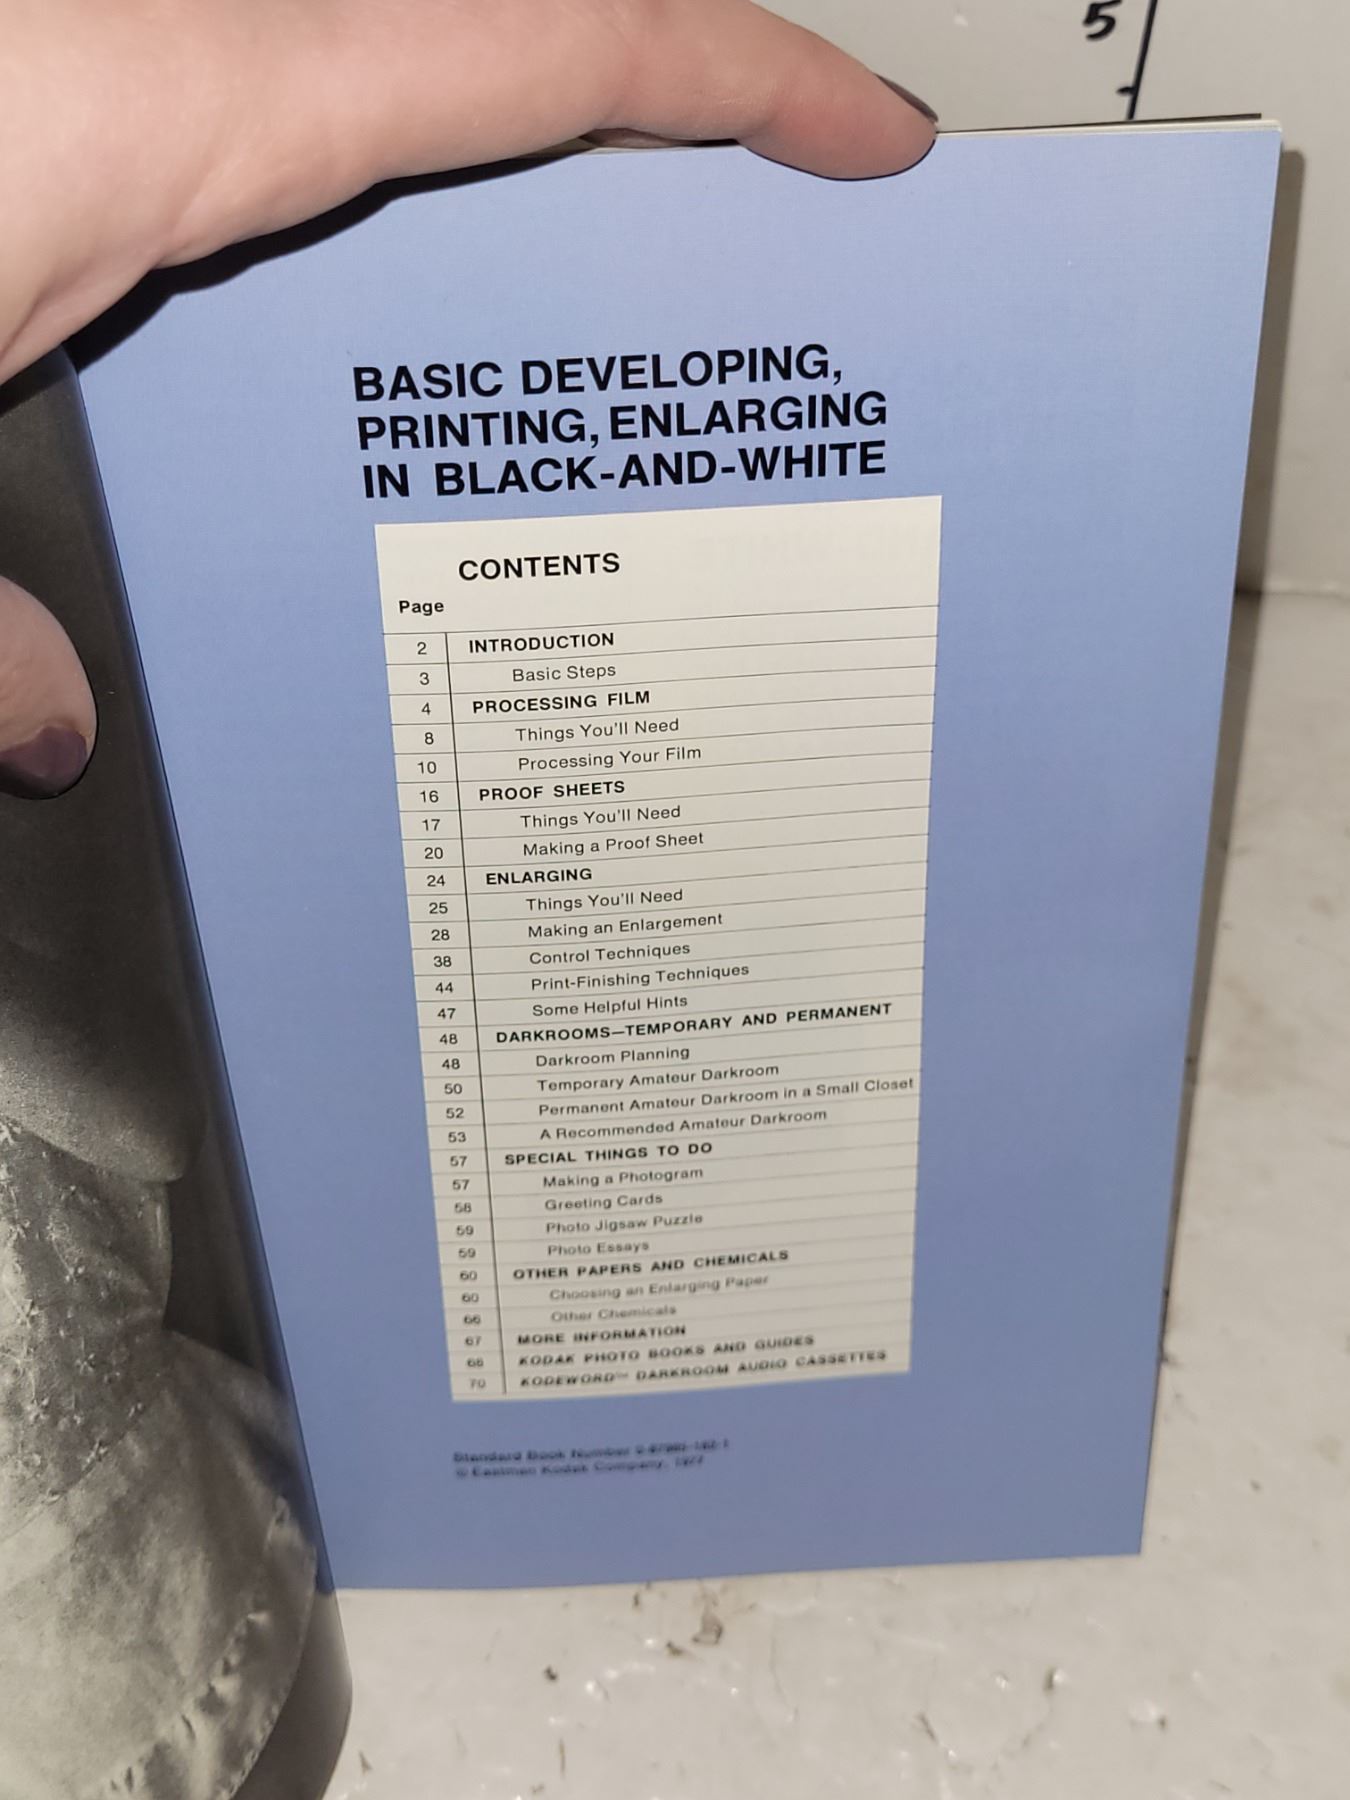 5
BASIC DEVELOPING,
PRINTING, ENLARGING
IN BLACK-AND-WHITE
CONTENTS
Page
2 INTRODUCTION
3 Basic Steps
4 PROCESSING FILM
8 Things You'll Need
10 Processing Your Film
16 PROOF SHEETS
17 Things You'll Need
20 Making a Proof Sheet
24 ENLARGING
25 Things You'll Need
28 Making an Enlargement
38 Control Techniques
44 Print-Finishing Techniques
47 Some Helpful Hints
48 DARKROOMS—TEMPORARY AND PERMANENT
48 Darkroom Planning
50 Temporary Amateur Darkroom
52 Permanent Amateur Darkroom in a Small Closet
53 A Recommended Amateur Darkroom
57 SPECIAL THINGS TO DO
57 Making a Photogram
58 Greeting Cards
59 Photo Jigsaw Puzzle
59 Photo Essays
60 OTHER PAPERS AND CHEMICALS
60 Choosing an Enlarging Paper
66 Other Chemicals
67 MORE INFORMATION
68 KODAK PHOTO BOOKS AND GUIDES
70 KODEWORD™ DARKROOM AUDIO CASSETTES
Standard Book Number
© Eastman Kodak Company, 1977